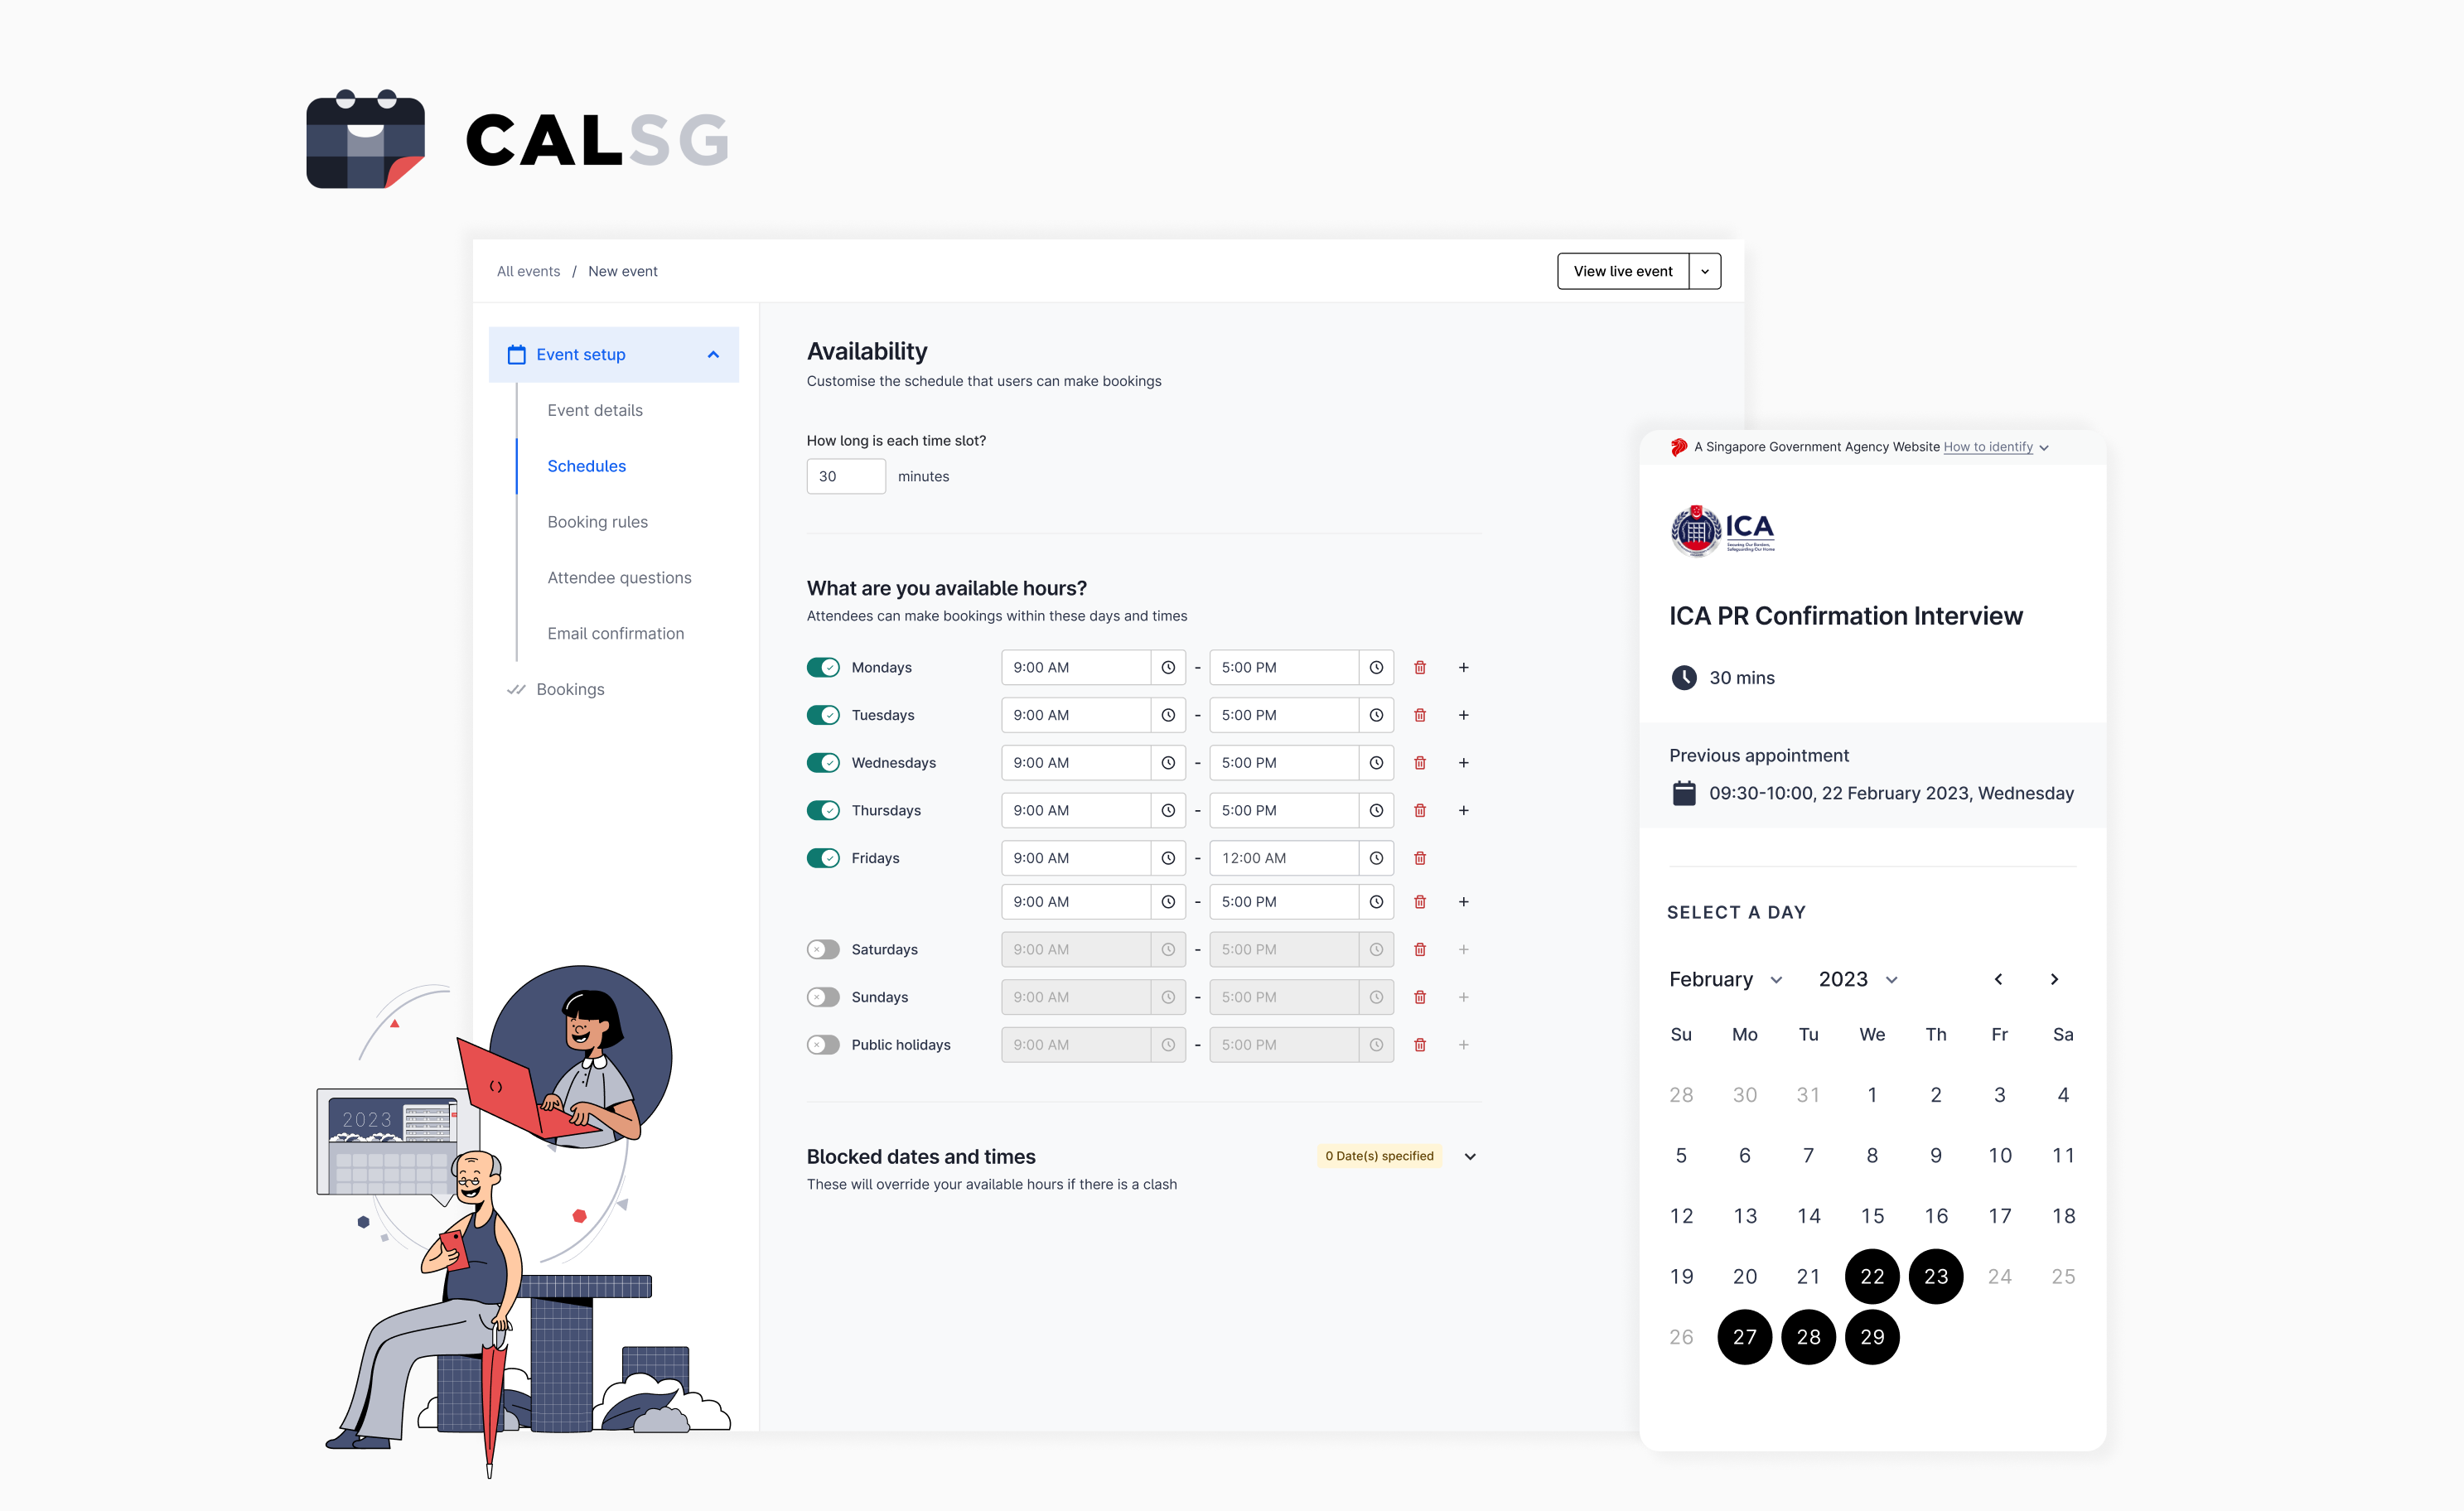 CALSG
All events / New event
View live event
Event setup
Event details
Schedules
Booking rules
Attendee questions
Email confirmation
Bookings
Availability
Customise the schedule that users can make bookings
How long is each time slot?
30 minutes
What are you available hours?
Attendees can make bookings within these days and times
Mondays 9:00 AM - 5:00 PM
Tuesdays 9:00 AM - 5:00 PM
Wednesdays 9:00 AM - 5:00 PM
Thursdays 9:00 AM - 5:00 PM
Fridays 9:00 AM - 12:00 AM
9:00 AM - 5:00 PM
Saturdays 9:00 AM - 5:00 PM
Sundays 9:00 AM - 5:00 PM
Public holidays 9:00 AM - 5:00 PM
Blocked dates and times
0 Date(s) specified
These will override your available hours if there is a clash
2023
A Singapore Government Agency Website How to identify
ICA
Securing Our Borders,
Safeguarding Our Home
ICA PR Confirmation Interview
30 mins
Previous appointment
09:30-10:00, 22 February 2023, Wednesday
SELECT A DAY
February 2023
Su Mo Tu We Th Fr Sa
28 30 31 1 2 3 4
5 6 7 8 9 10 11
12 13 14 15 16 17 18
19 20 21 22 23 24 25
26 27 28 29